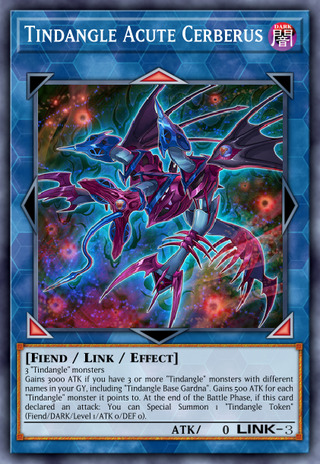 TINDANGLE ACUTE CERBERUS
DARK
闇
[FIEND / LINK / EFFECT]
3 "Tindangle" monsters
Gains 3000 ATK if you have 3 or more "Tindangle" monsters with different
names in your GY, including "Tindangle Base Gardna". Gains 500 ATK for each
"Tindangle" monster it points to. At the end of the Battle Phase, if this card
declared an attack: You can Special Summon 1 "Tindangle Token"
(Fiend/DARK/Level 1/ATK 0/DEF 0).
ATK/ 0 LINK-3